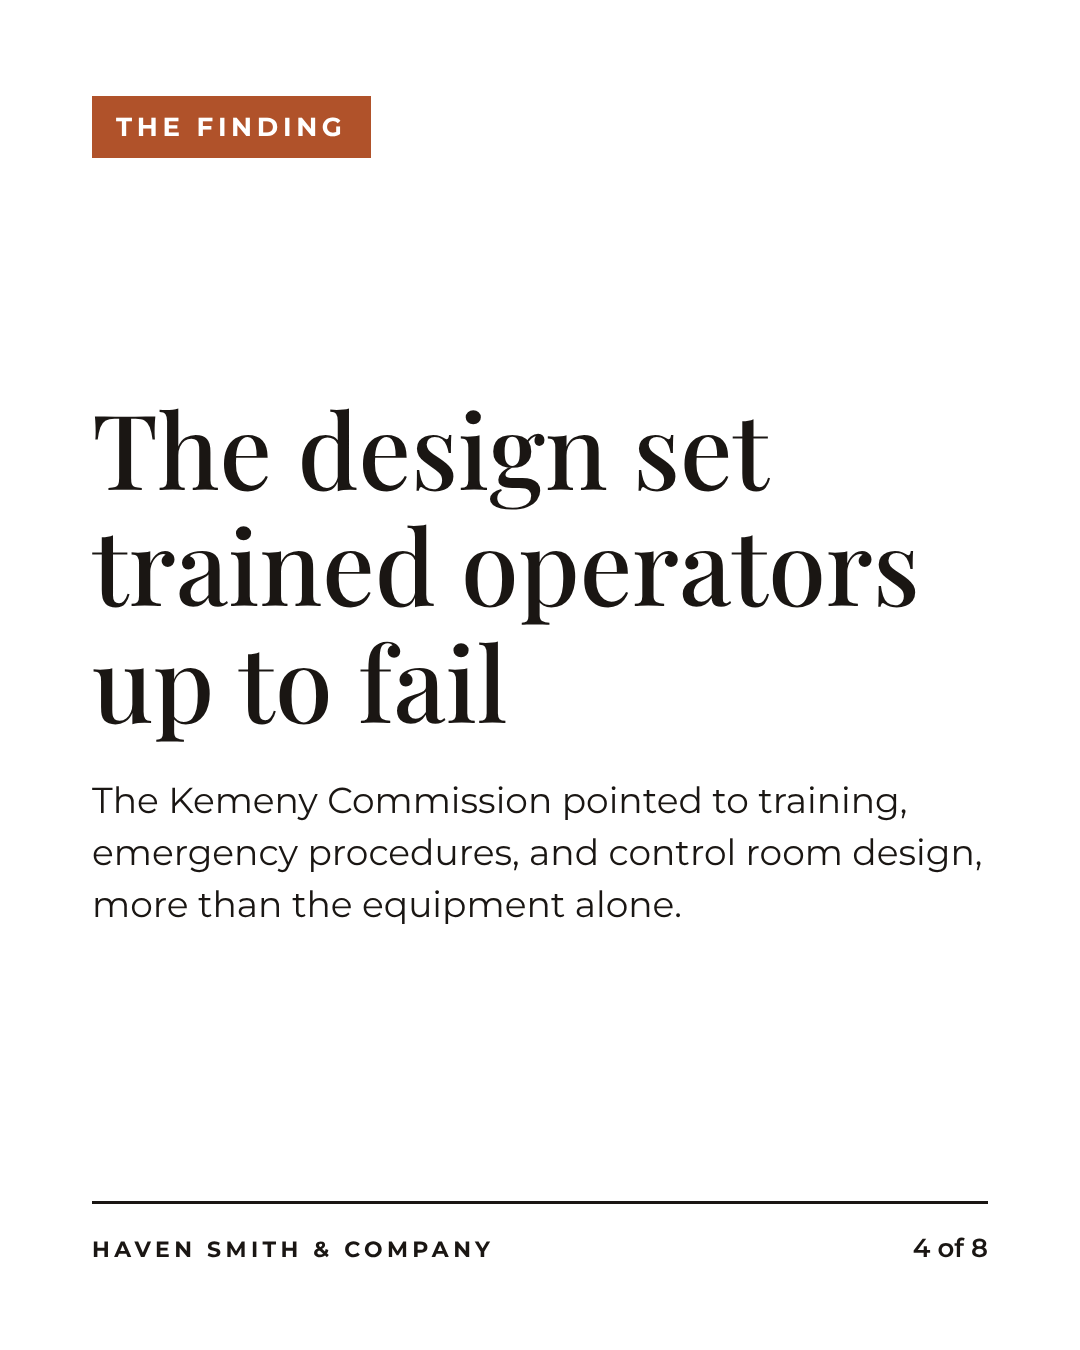 THE FINDING
The design set
trained operators
up to fail
The Kemeny Commission pointed to training,
emergency procedures, and control room design,
more than the equipment alone.
HAVEN SMITH & COMPANY
4 of 8